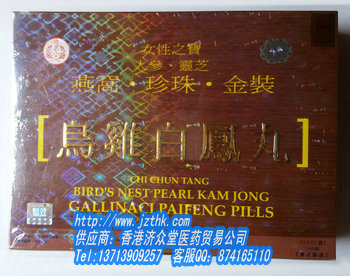 女性之寶
人參、靈芝
燕窩·珍珠·金裝
[烏雞白鳳丸]
CHI CHUN TANG
BIRD'S NEST PEARL KAM JONG
GALLINACI PAIFENG PILLS
http://www.jzthk.com/
供应商：香港济众堂医药贸易公司
Tel:13713909257 客服QQ：874165110